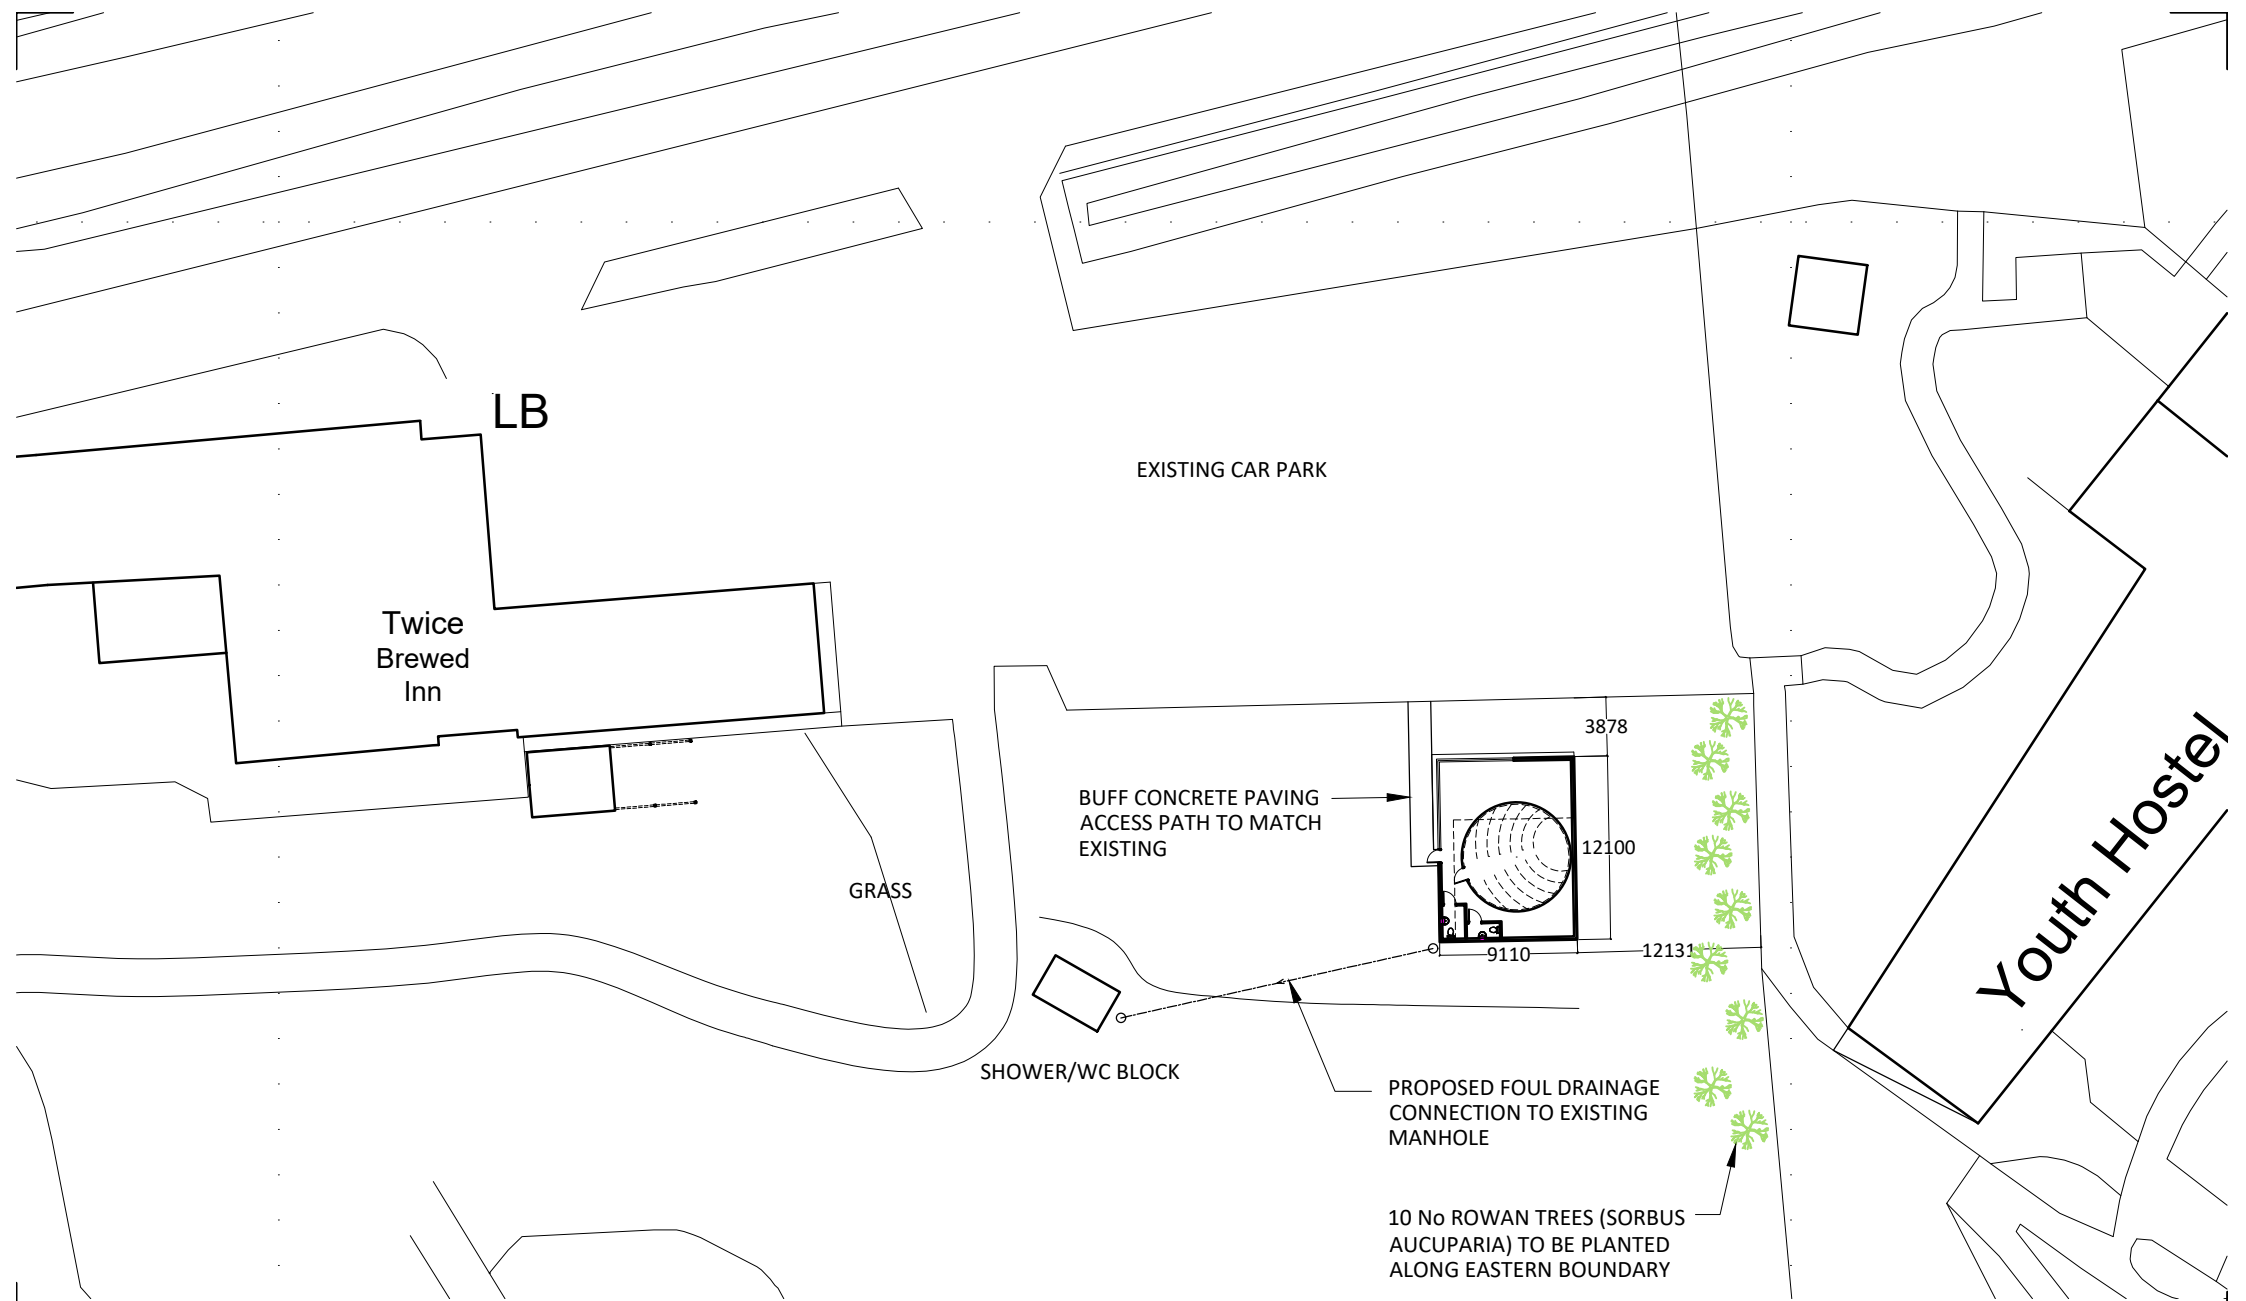 LB
EXISTING CAR PARK
Twice
Brewed
Inn
3878
BUFF CONCRETE PAVING
ACCESS PATH TO MATCH
EXISTING
12100
GRASS
9110
12131
Youth Hostel
SHOWER/WC BLOCK
PROPOSED FOUL DRAINAGE
CONNECTION TO EXISTING
MANHOLE
10 No ROWAN TREES (SORBUS
AUCUPARIA) TO BE PLANTED
ALONG EASTERN BOUNDARY